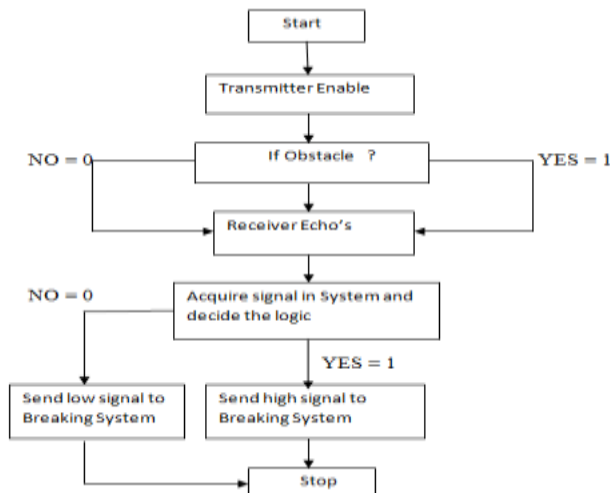 Start
Transmitter Enable
NO = 0
If Obstacle ?
YES = 1
Receiver Echo's
NO = 0
Acquire signal in System and
decide the logic
YES = 1
Send low signal to
Breaking System
Send high signal to
Breaking System
Stop